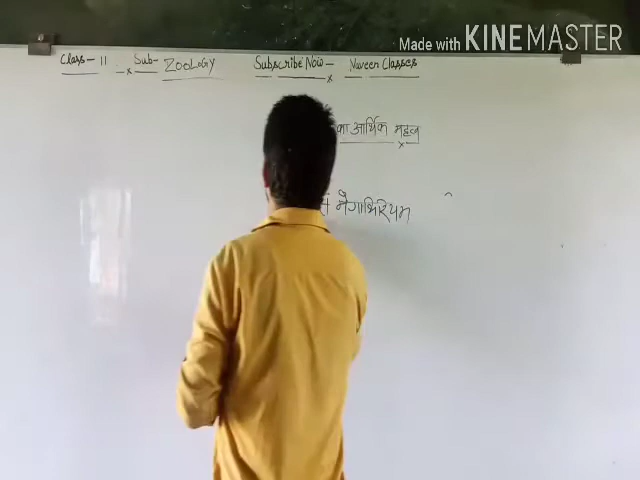 Made with KINEMASTER
Class- 11 Sub- ZOOLOGY Subscribe Now- Naveen Classes
का आर्थिक महत्व
मैगाथिरियम